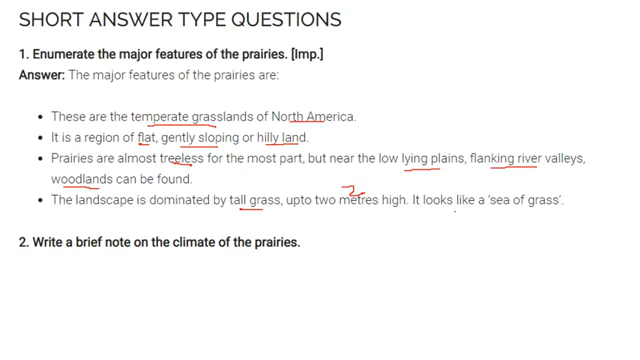 SHORT ANSWER TYPE QUESTIONS
1. Enumerate the major features of the prairies. [Imp.]
Answer: The major features of the prairies are:
• These are the temperate grasslands of North America.
• It is a region of flat, gently sloping or hilly land.
• Prairies are almost treeless for the most part, but near the low lying plains, flanking river valleys,
woodlands can be found.
2
• The landscape is dominated by tall grass, upto two metres high. It looks like a ‘sea of grass’.
2. Write a brief note on the climate of the prairies.